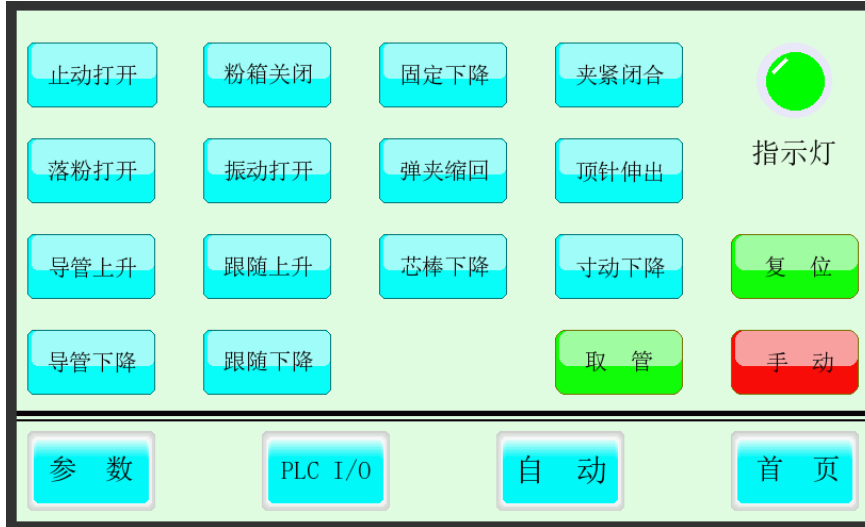 止动打开 粉箱关闭 固定下降 夹紧闭合
指示灯
落粉打开 振动打开 弹夹缩回 顶针伸出
导管上升 跟随上升 芯棒下降 寸动下降 复 位
导管下降 跟随下降 取 管 手 动
参 数 PLC I/O 自 动 首 页